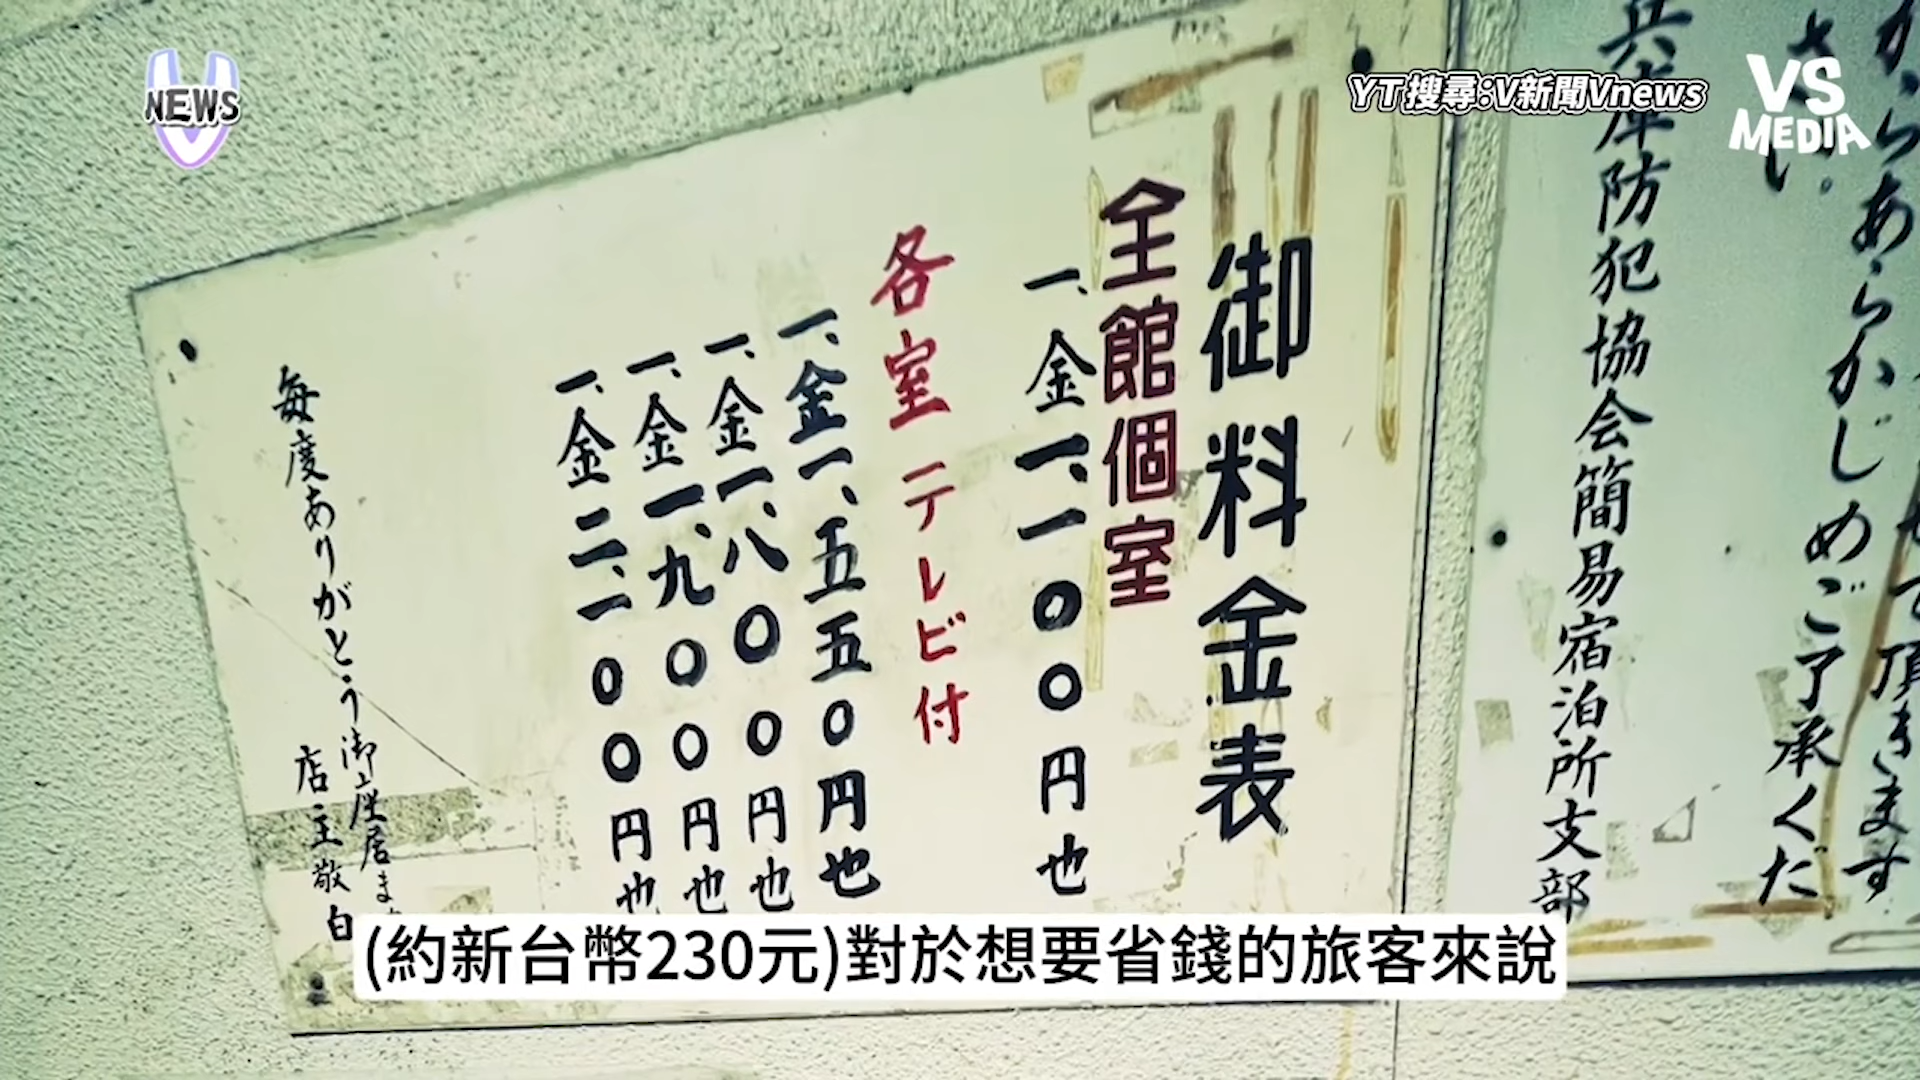 NEWS
YT搜尋:V新聞Vnews
VS
MEDIA
からあらかじめご了承くだ
さい。
兵庫防犯協会簡易宿泊所支部
御料金表
全館個室
一、金一、一〇〇円也
各室テレビ付
一、金一、五五〇円也
一、金一、八〇〇円也
一、金一、九〇〇円也
一、金二、一〇〇円也
毎度ありがとう御座居ま
店主敬白
(約新台幣230元)對於想要省錢的旅客來說